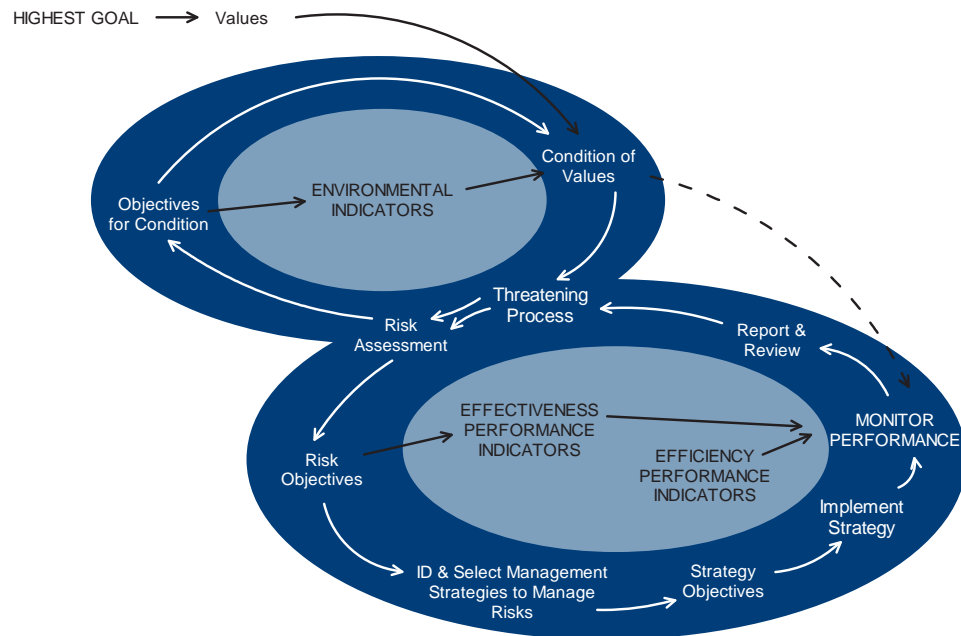 HIGHEST GOAL
Values
Condition of
Values
ENVIRONMENTAL
INDICATORS
Objectives
for Condition
Threatening
Process
Risk
Assessment
Report &
Review
EFFECTIVENESS
PERFORMANCE
INDICATORS
MONITOR
PERFORMANCE
EFFICIENCY
PERFORMANCE
INDICATORS
Risk
Objectives
Implement
Strategy
ID & Select Management
Strategies to Manage
Risks
Strategy
Objectives